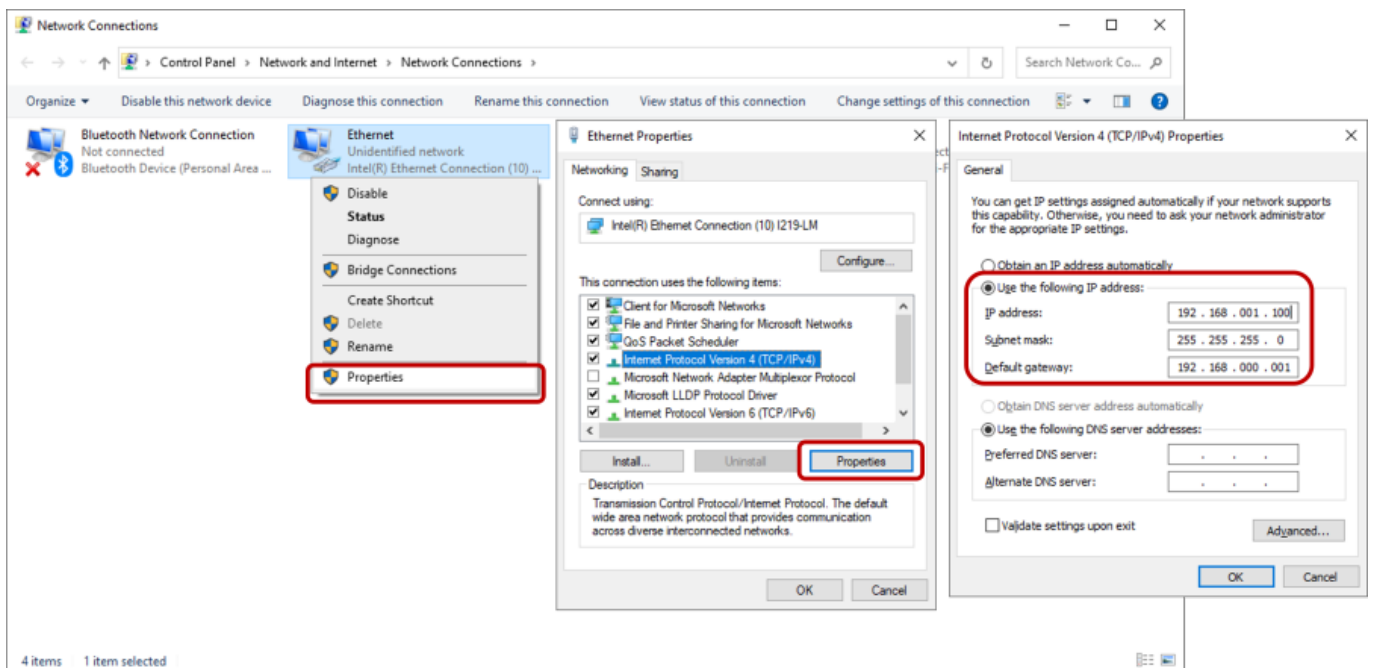 Network Connections
Control Panel > Network and Internet > Network Connections >
Search Network Co...
Organize
Disable this network device
Diagnose this connection
Rename this connection
View status of this connection
Change settings of this connection
Bluetooth Network Connection
Not connected
Bluetooth Device (Personal Area ...
Ethernet
Unidentified network
Intel(R) Ethernet Connection (10) ...
Disable
Status
Diagnose
Bridge Connections
Create Shortcut
Delete
Rename
Properties
Ethernet Properties
Networking
Sharing
Connect using:
Intel(R) Ethernet Connection (10) I219-LM
Configure...
This connection uses the following items:
Client for Microsoft Networks
File and Printer Sharing for Microsoft Networks
QoS Packet Scheduler
Internet Protocol Version 4 (TCP/IPv4)
Microsoft Network Adapter Multiplexor Protocol
Microsoft LLDP Protocol Driver
Internet Protocol Version 6 (TCP/IPv6)
Install...
Uninstall
Properties
Description
Transmission Control Protocol/Internet Protocol. The default
wide area network protocol that provides communication
across diverse interconnected networks.
OK
Cancel
Internet Protocol Version 4 (TCP/IPv4) Properties
General
You can get IP settings assigned automatically if your network supports
this capability. Otherwise, you need to ask your network administrator
for the appropriate IP settings.
Obtain an IP address automatically
Use the following IP address:
IP address:
192 . 168 . 001 . 100
Subnet mask:
255 . 255 . 255 . 0
Default gateway:
192 . 168 . 000 . 001
Obtain DNS server address automatically
Use the following DNS server addresses:
Preferred DNS server:
Alternate DNS server:
Validate settings upon exit
Advanced...
OK
Cancel
4 items
1 item selected